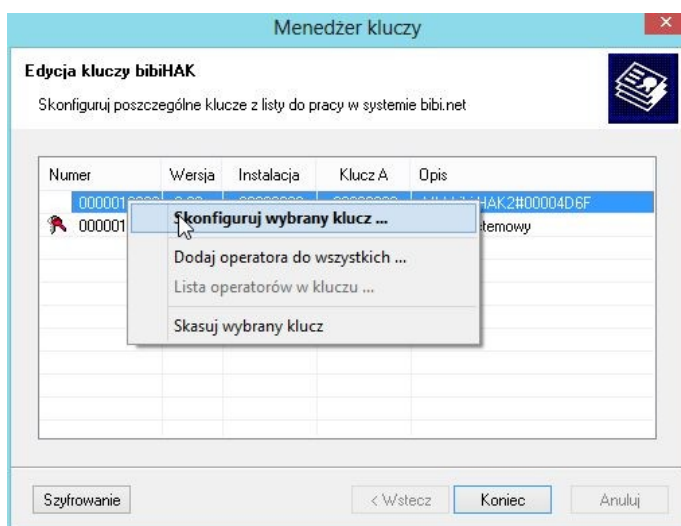 Menedżer kluczy
Edycja kluczy bibiHAK
Skonfiguruj poszczególne klucze z listy do pracy w systemie bibi.net
Numer Wersja Instalacja Klucz A Opis
HAK2#00004D6F
000001
Skonfiguruj wybrany klucz ...
Dodaj operatora do wszystkich ...
Lista operatorów w kluczu ...
Skasuj wybrany klucz
Szyfrowanie < Wstecz Koniec Anuluj